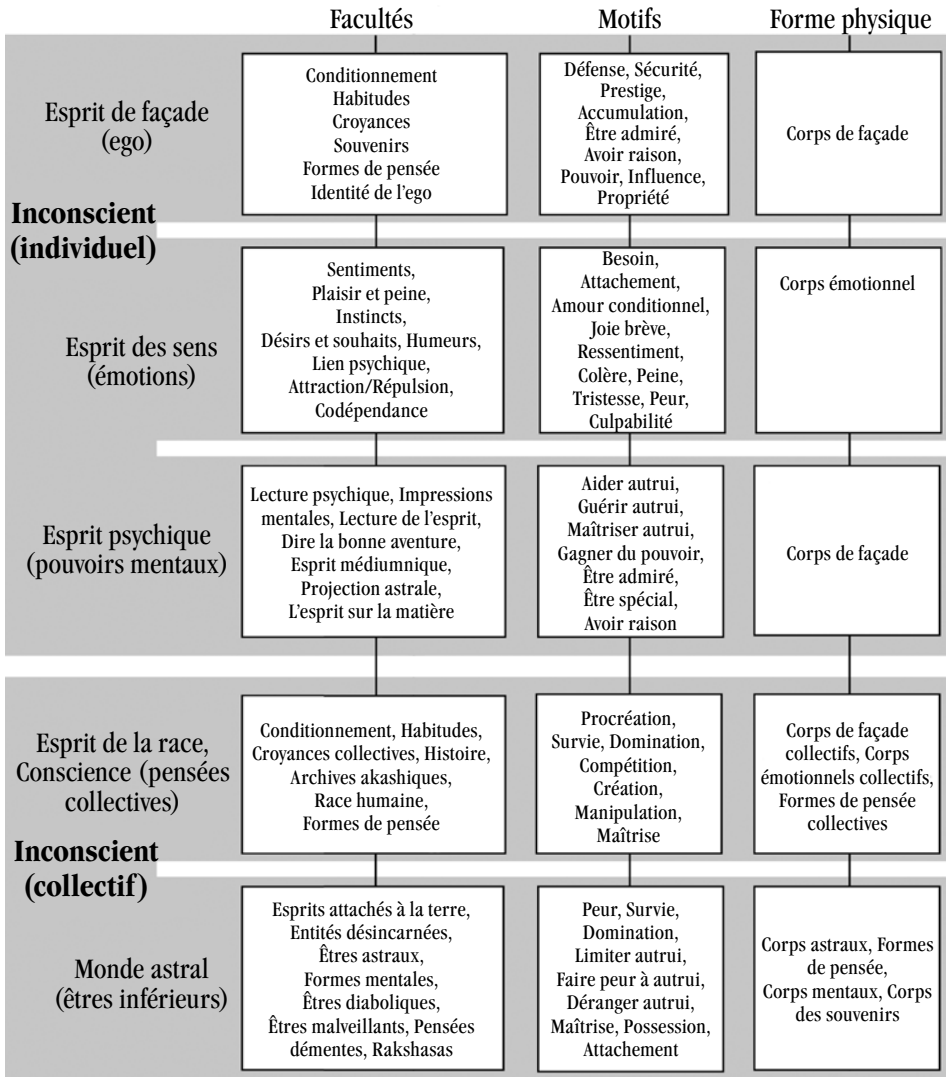 Facultés
Motifs
Forme physique
Esprit de façade
(ego)
Conditionnement
Habitudes
Croyances
Souvenirs
Formes de pensée
Identité de l'ego
Défense, Sécurité,
Prestige,
Accumulation,
Être admiré,
Avoir raison,
Pouvoir, Influence,
Propriété
Corps de façade
Inconscient
(individuel)
Esprit des sens
(émotions)
Sentiments,
Plaisir et peine,
Instincts,
Désirs et souhaits, Humeurs,
Lien psychique,
Attraction/Répulsion,
Codépendance
Besoin,
Attachement,
Amour conditionnel,
Joie brève,
Ressentiment,
Colère, Peine,
Tristesse, Peur,
Culpabilité
Corps émotionnel
Esprit psychique
(pouvoirs mentaux)
Lecture psychique, Impressions
mentales, Lecture de l'esprit,
Dire la bonne aventure,
Esprit médiumnique,
Projection astrale,
L'esprit sur la matière
Aider autrui,
Guérir autrui,
Maîtriser autrui,
Gagner du pouvoir,
Être admiré,
Être spécial,
Avoir raison
Corps de façade
Esprit de la race,
Conscience (pensées
collectives)
Conditionnement, Habitudes,
Croyances collectives, Histoire,
Archives akashiques,
Race humaine,
Formes de pensée
Procréation,
Survie, Domination,
Compétition,
Création,
Manipulation,
Maîtrise
Corps de façade
collectifs, Corps
émotionnels collectifs,
Formes de pensée
collectives
Inconscient
(collectif)
Monde astral
(êtres inférieurs)
Esprits attachés à la terre,
Entités désincarnées,
Êtres astraux,
Formes mentales,
Êtres diaboliques,
Êtres malveillants, Pensées
démentes, Rakshasas
Peur, Survie,
Domination,
Limiter autrui,
Faire peur à autrui,
Déranger autrui,
Maîtrise, Possession,
Attachement
Corps astraux, Formes
de pensée,
Corps mentaux, Corps
des souvenirs